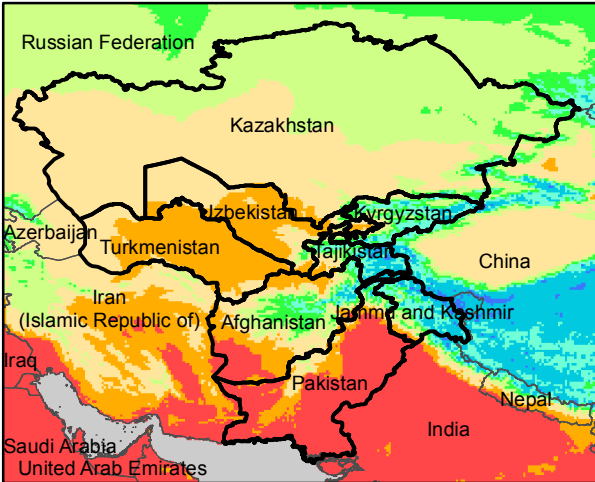 Russian Federation
Kazakhstan
Uzbekistan
Kyrgyzstan
Azerbaijan
Turkmenistan
Tajikistan
China
Iran
(Islamic Republic of)
Afghanistan
Jammu and Kashmir
Iraq
Pakistan
Nepal
India
Saudi Arabia
United Arab Emirates